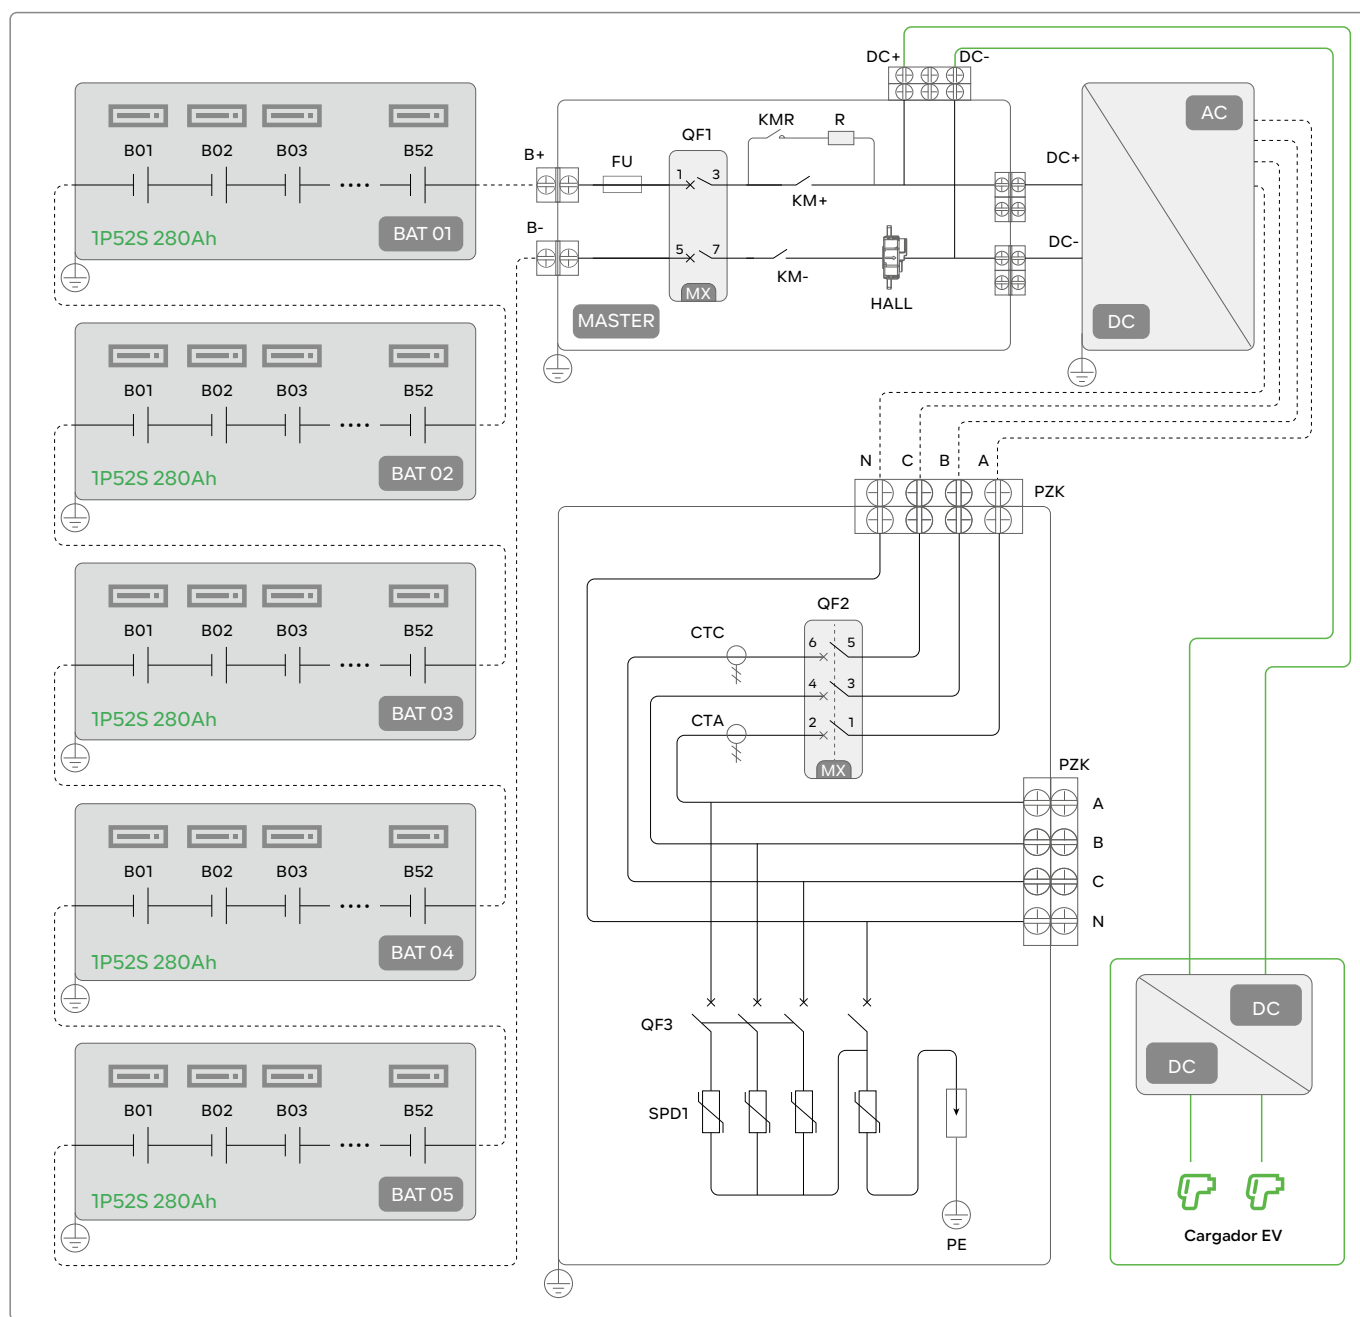 B01 B02 B03 B52
1P52S 280Ah
BAT 01
B01 B02 B03 B52
1P52S 280Ah
BAT 02
B01 B02 B03 B52
1P52S 280Ah
BAT 03
B01 B02 B03 B52
1P52S 280Ah
BAT 04
B01 B02 B03 B52
1P52S 280Ah
BAT 05
DC+ DC-
B+
FU
QF1
KMR R
1 3
KM+
B-
5 7
KM-
MX
HALL
MASTER
DC+
DC-
AC
DC
N C B A
PZK
QF2
CTC
6 5
4 3
CTA
2 1
MX
PZK
A
B
C
N
QF3
SPD1
PE
DC
DC
Cargador EV